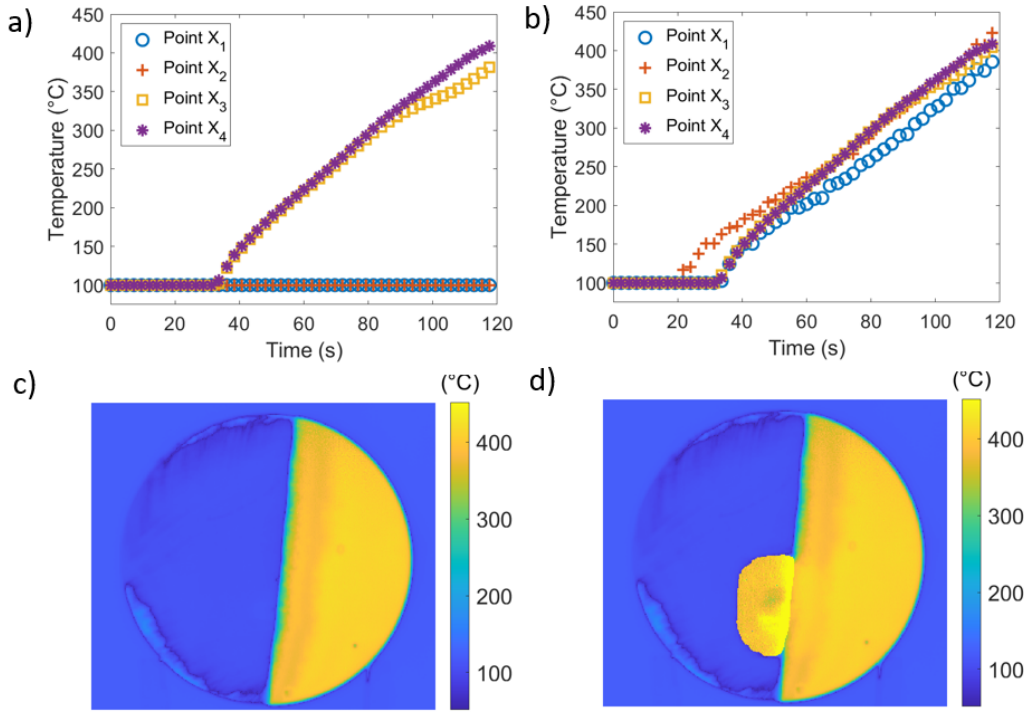 a)
450
400
350
300
250
200
150
100
50
0 20 40 60 80 100 120
Temperature (°C)
Time (s)
Point X1
Point X2
Point X3
Point X4
b)
450
400
350
300
250
200
150
100
50
0 20 40 60 80 100 120
Temperature (°C)
Time (s)
Point X1
Point X2
Point X3
Point X4
c)
(°C)
400
300
200
100
d)
(°C)
400
300
200
100